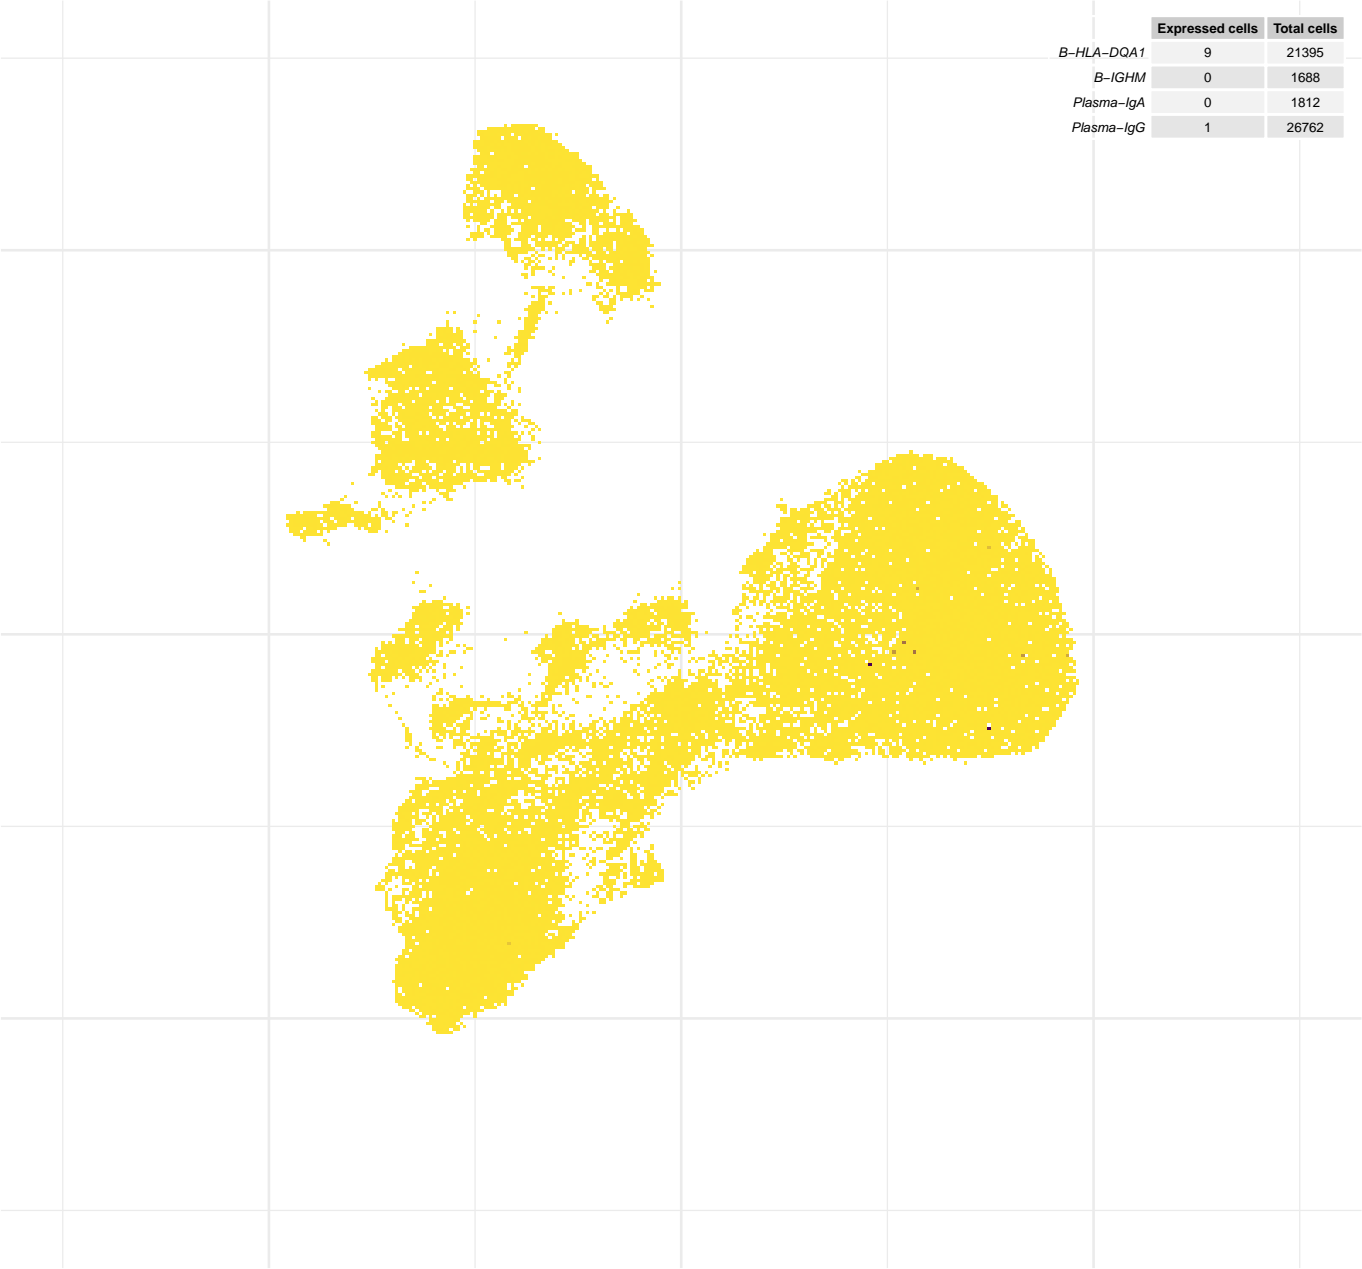 Expressed cells Total cells
B−HLA−DQA1 9 21395
B−IGHM 0 1688
Plasma−IgA 0 1812
Plasma−IgG 1 26762